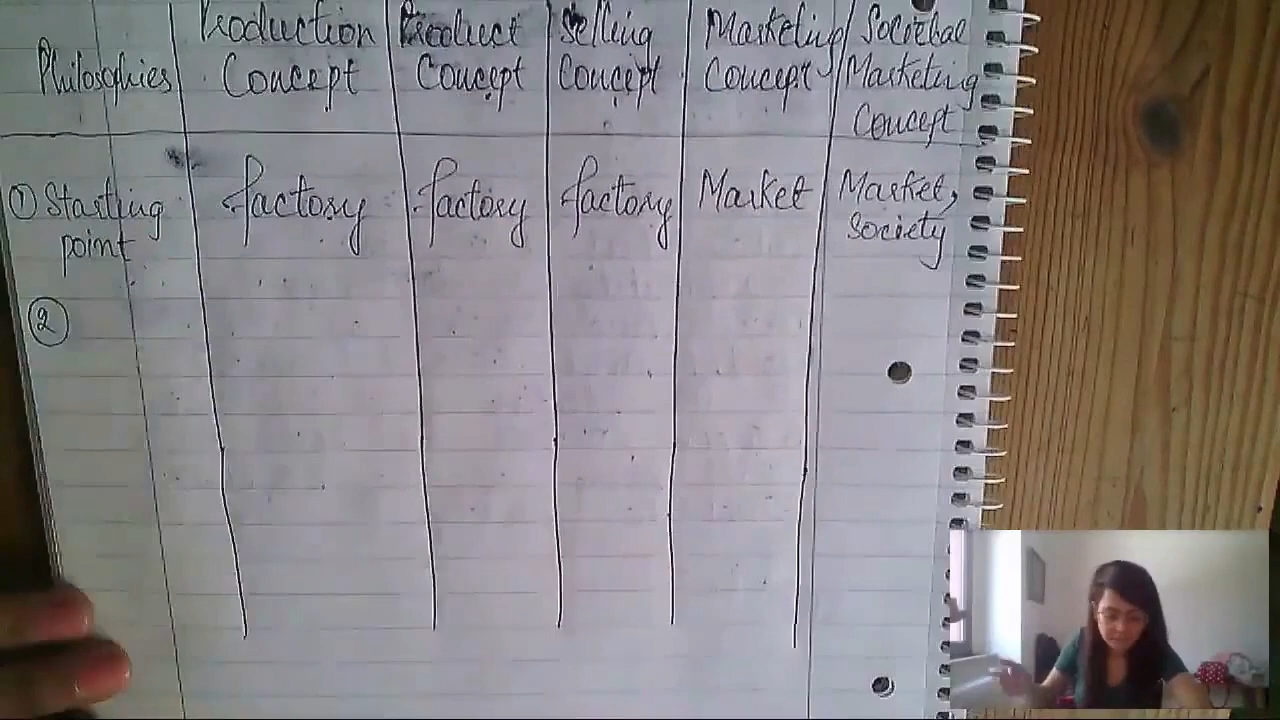 Philosophies
Production
Concept
Product
Concept
Selling
Concept
Marketing
Concept
Societal
Marketing
Concept
① Starting
point
factory
factory
factory
Market
Market,
society
②